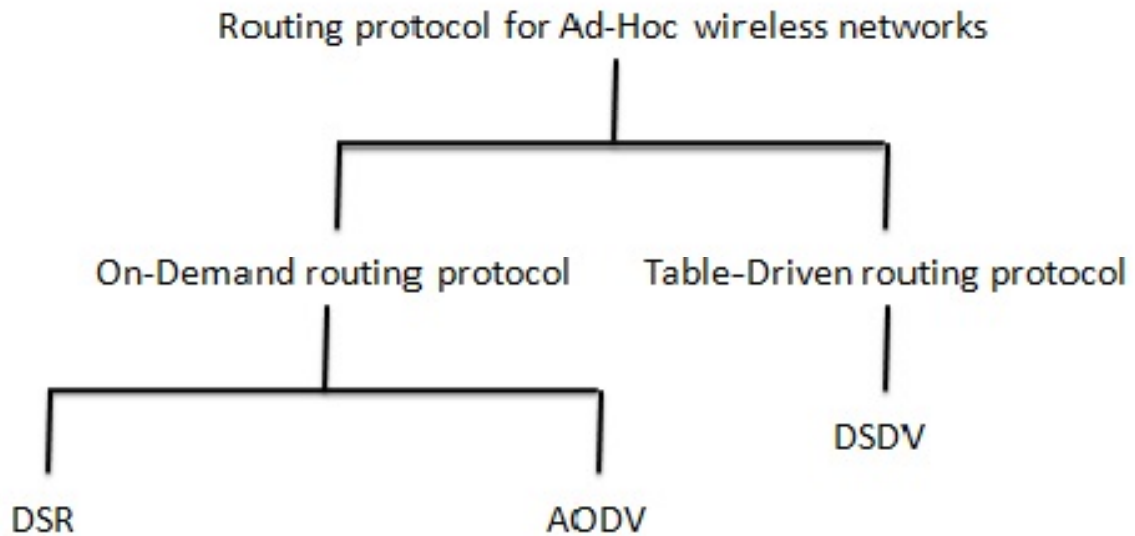 Routing protocol for Ad-Hoc wireless networks
On-Demand routing protocol
Table-Driven routing protocol
DSDV
DSR
AODV